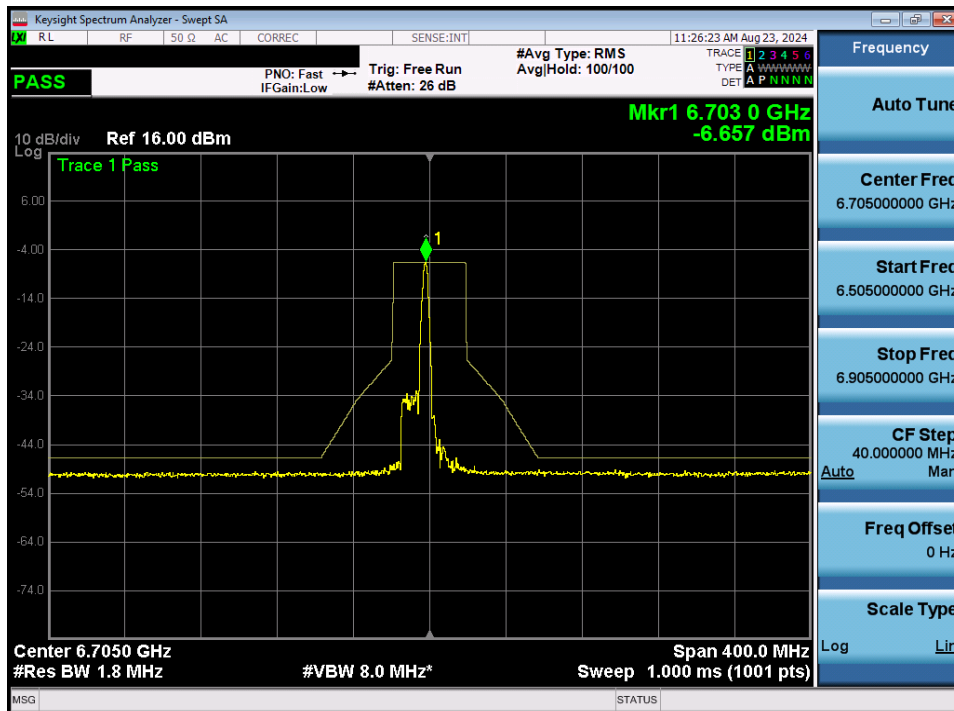 Keysight Spectrum Analyzer - Swept SA
LXI RL RF 50 Ω AC CORREC SENSE:INT 11:26:23 AM Aug 23, 2024
PASS
PNO: Fast
IFGain:Low
Trig: Free Run
#Atten: 26 dB
#Avg Type: RMS
Avg|Hold: 100/100
TRACE 1 2 3 4 5 6
TYPE A WWWWW
DET A P N N N N
Mkr1 6.703 0 GHz
-6.657 dBm
10 dB/div Ref 16.00 dBm
Log
Trace 1 Pass
1
6.00
-4.00
-14.0
-24.0
-34.0
-44.0
-54.0
-64.0
-74.0
Center 6.7050 GHz Span 400.0 MHz
#Res BW 1.8 MHz #VBW 8.0 MHz* Sweep 1.000 ms (1001 pts)
MSG STATUS
Frequency
Auto Tune
Center Freq
6.705000000 GHz
Start Freq
6.505000000 GHz
Stop Freq
6.905000000 GHz
CF Step
40.000000 MHz
Auto Man
Freq Offset
0 Hz
Scale Type
Log Lin